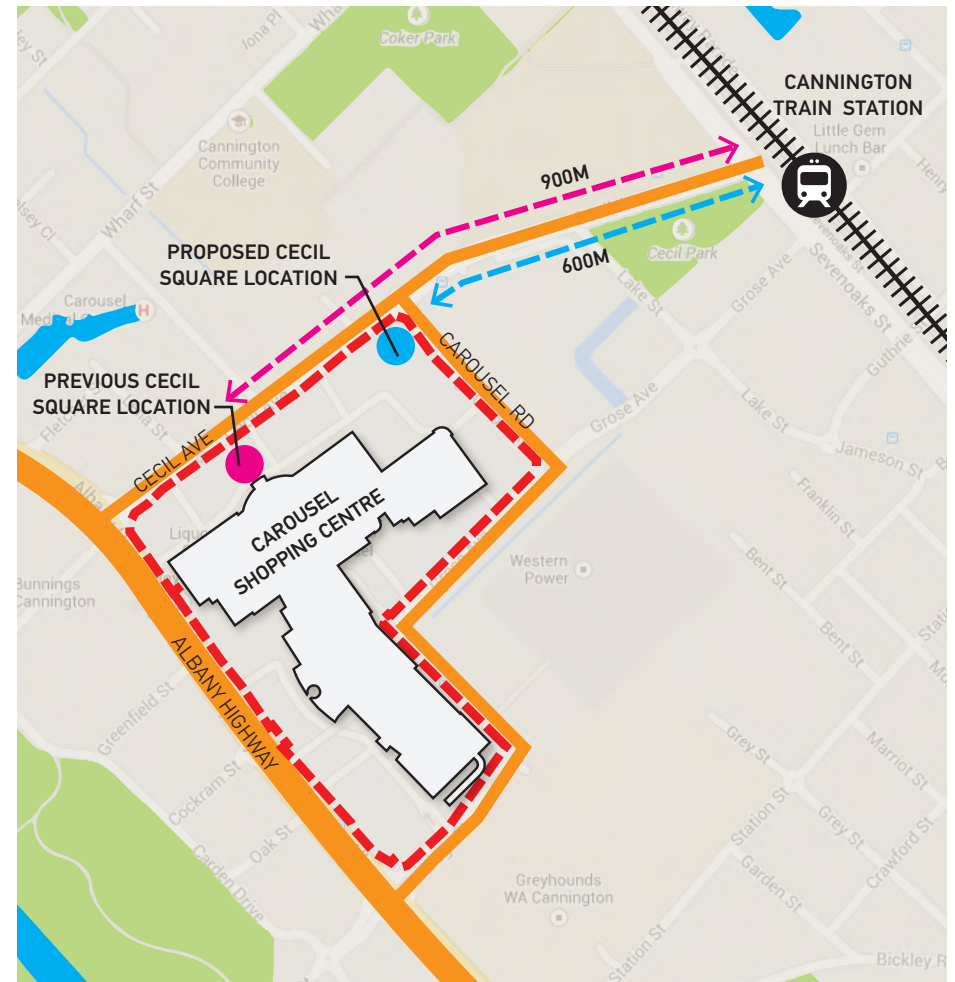 Iona Pl
Coker Park
CANNINGTON
TRAIN STATION
Little Gem
Lunch Bar
Henry
Cannington
Community
College
Wharf St
900M
600M
Cecil Park
PROPOSED CECIL
SQUARE LOCATION
Sevenoaks St
Lake St
Grose Ave
Guthrie
Carousel
H
PREVIOUS CECIL
SQUARE LOCATION
CAROUSEL RD
Grose Ave
Lake St
Jameson St
CECIL AVE
CAROUSEL
SHOPPING CENTRE
Franklin St
Western
Power
Bent St
Bent St
Bunnings
Cannington
ALBANY HIGHWAY
Greenfield St
Cockram St
Oak St
Grey St
Marriot St
Station St
Grey St
Crawford St
Carden Drive
Garden St
Greyhounds
WA Cannington
Station St
Bickley R